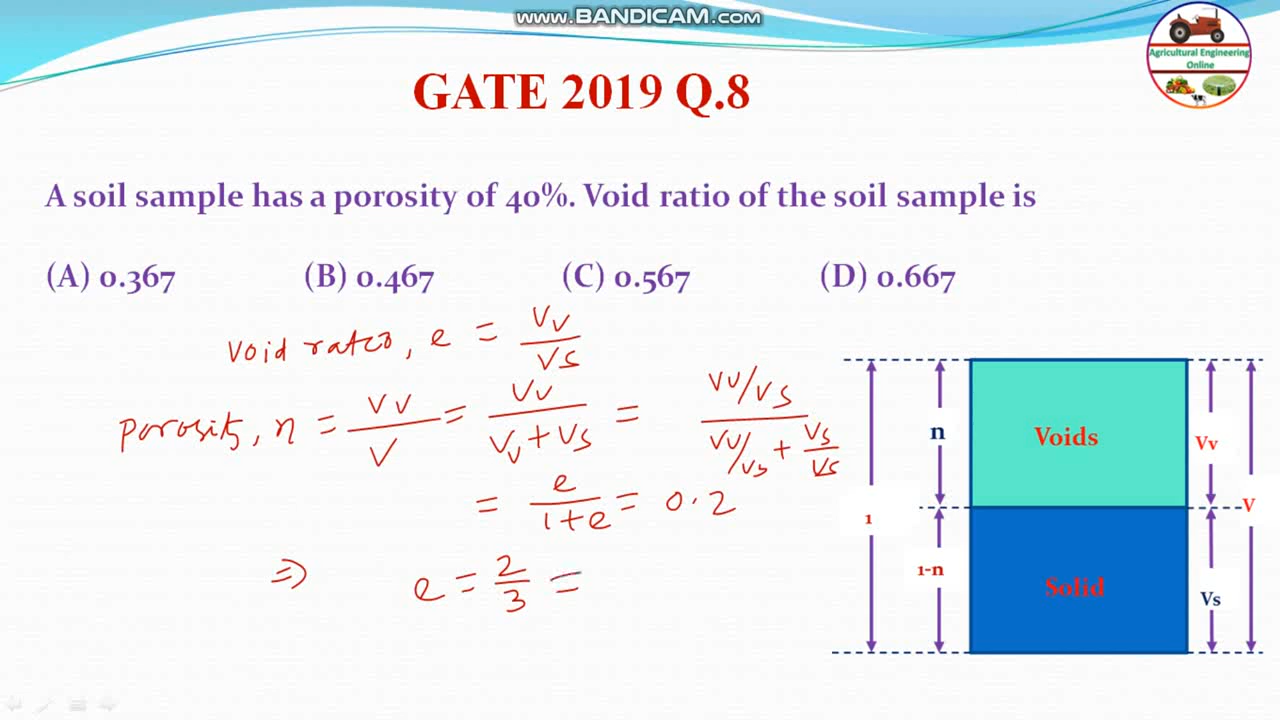 www.BANDICAM.com
Agricultural Engineering
Online
GATE 2019 Q.8
A soil sample has a porosity of 40%. Void ratio of the soil sample is
(A) 0.367 (B) 0.467 (C) 0.567 (D) 0.667
Void ratio, e = Vv/Vs
porosity, n = VV/V = Vv/(Vv + Vs) = (VV/VS)/(VV/VS + Vs/Vs)
= e/(1+e) = 0.2
⇒ e = 2/3 =
n
Voids
Vv
1
V
1-n
Solid
Vs